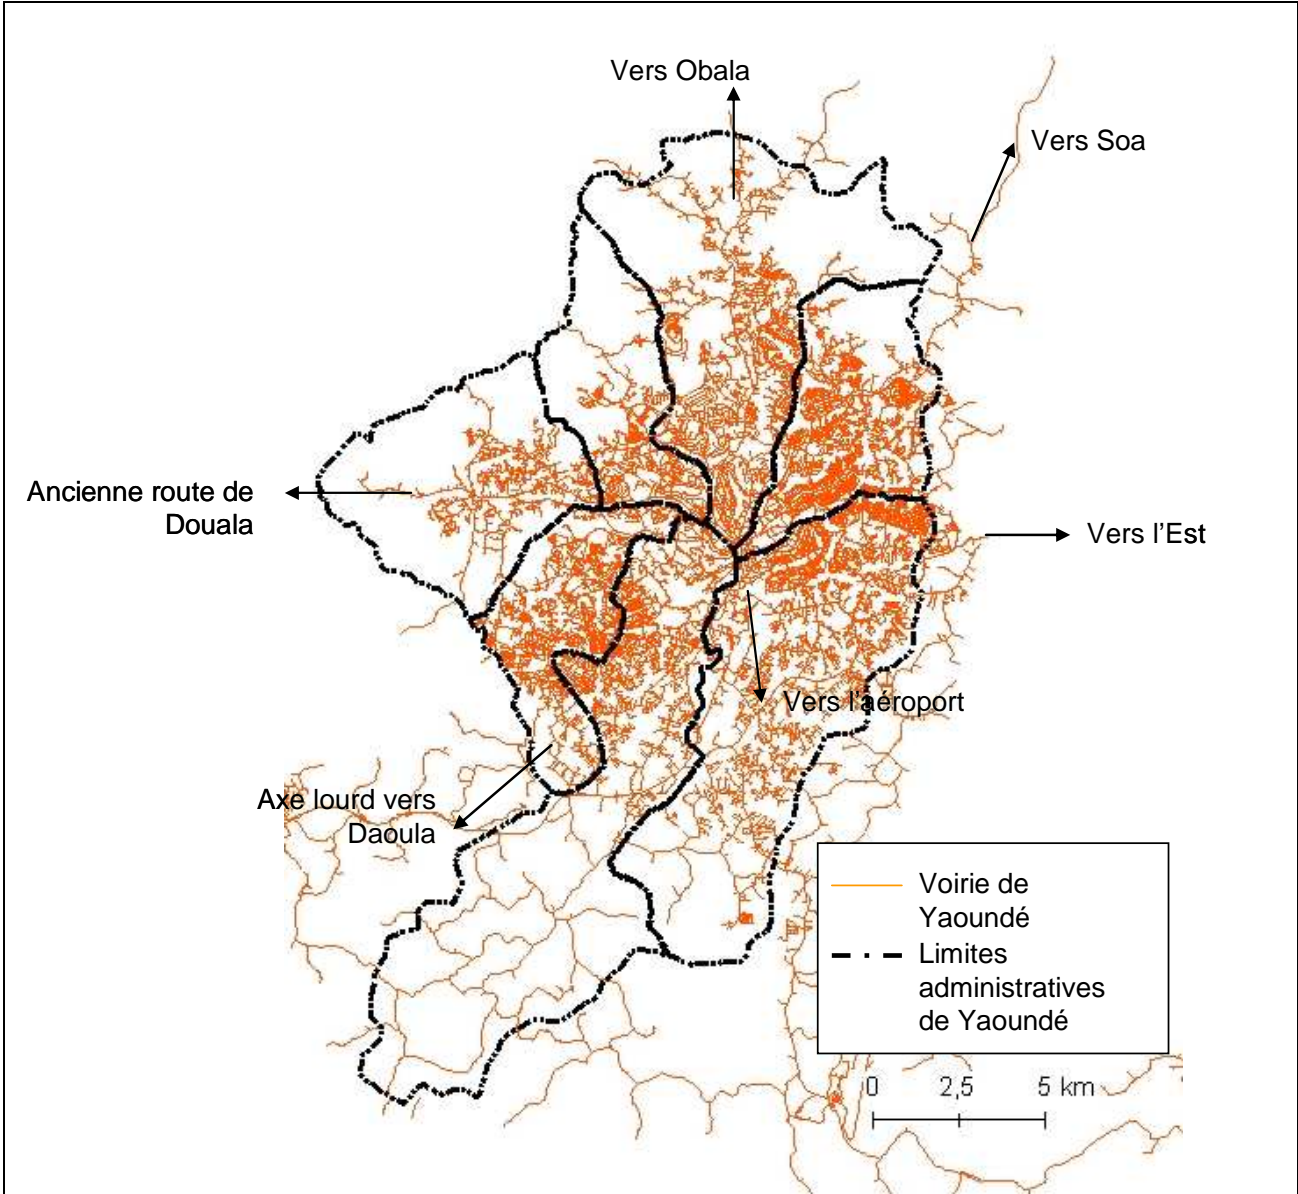 Vers Obala
Vers Soa
Ancienne route de
Douala
Vers l'Est
Vers l'aéroport
Axe lourd vers
Daoula
Voirie de
Yaoundé
Limites
administratives
de Yaoundé
0 2,5 5 km